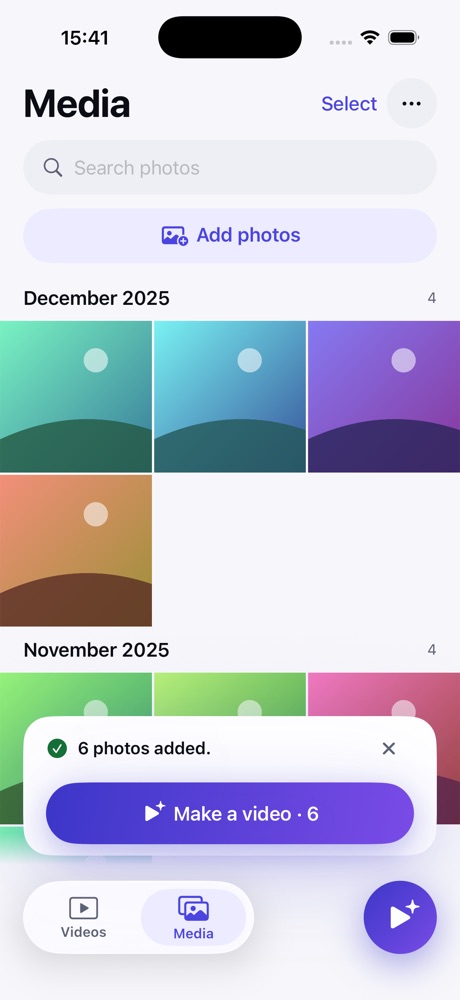 15:41
Media
Select
Search photos
Add photos
December 2025
4
November 2025
4
6 photos added.
Make a video · 6
Videos
Media